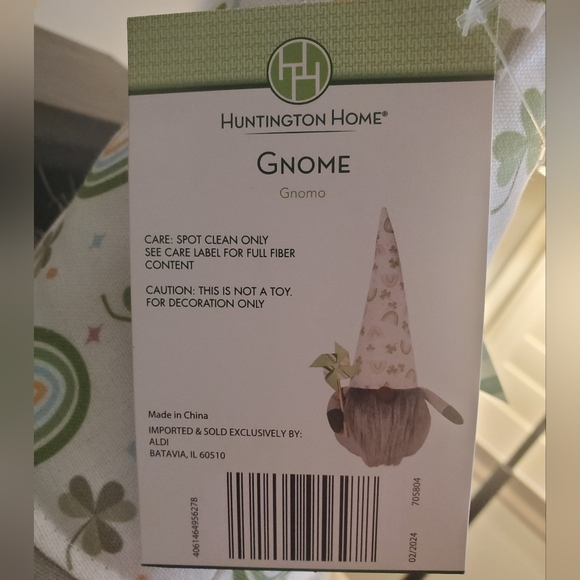 HUNTINGTON HOME®
GNOME
Gnomo
CARE: SPOT CLEAN ONLY
SEE CARE LABEL FOR FULL FIBER
CONTENT
CAUTION: THIS IS NOT A TOY.
FOR DECORATION ONLY
Made in China
IMPORTED & SOLD EXCLUSIVELY BY:
ALDI
BATAVIA, IL 60510
4061464956278
02/2024
705804